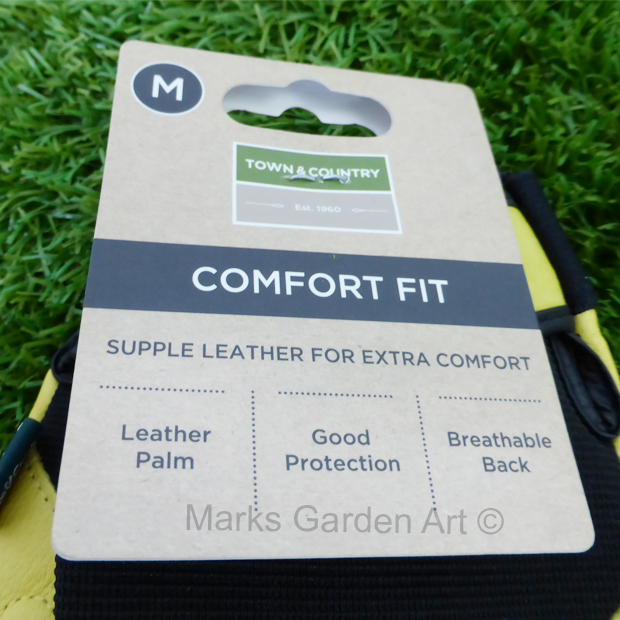 M
TOWN & COUNTRY
Est. 1960
COMFORT FIT
SUPPLE LEATHER FOR EXTRA COMFORT
Leather
Palm
Good
Protection
Breathable
Back
Marks Garden Art ©